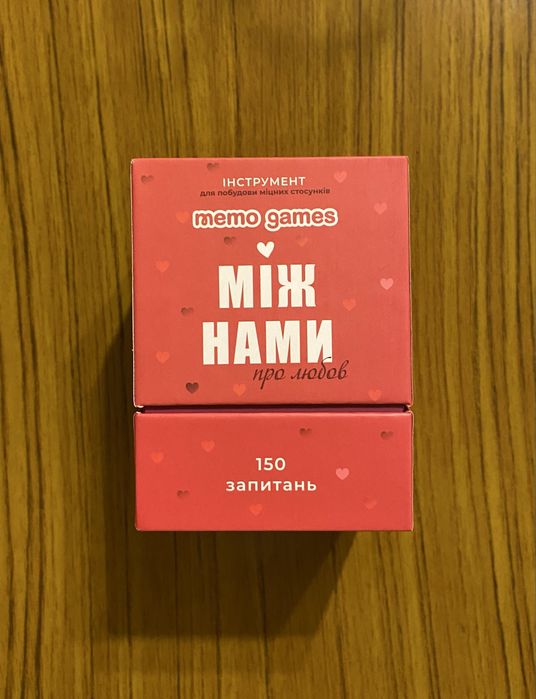 ІНСТРУМЕНТ
для побудови міцних стосунків
memo games
МІЖ
НАМИ
про любов
150
запитань